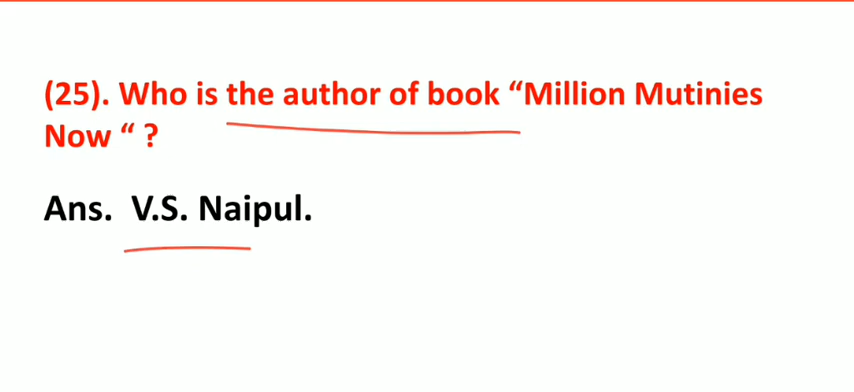 (25). Who is the author of book “Million Mutinies
Now “ ?
Ans. V.S. Naipul.